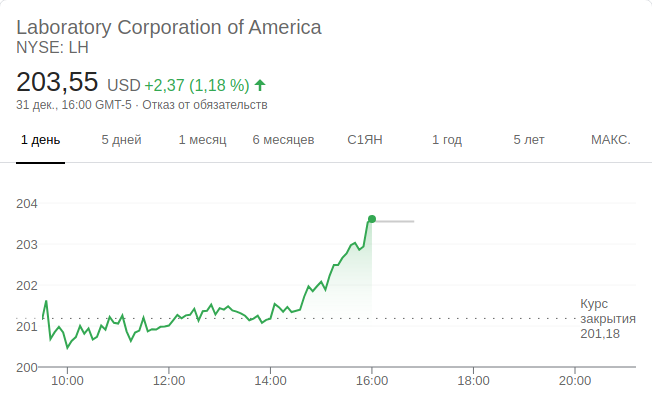 Laboratory Corporation of America
NYSE: LH
203,55 USD +2,37 (1,18 %)
31 дек., 16:00 GMT-5 · Отказ от обязательств
1 день 5 дней 1 месяц 6 месяцев С1ЯН 1 год 5 лет МАКС.
204
203
202
201
200
Курс
закрытия
201,18
10:00 12:00 14:00 16:00 18:00 20:00